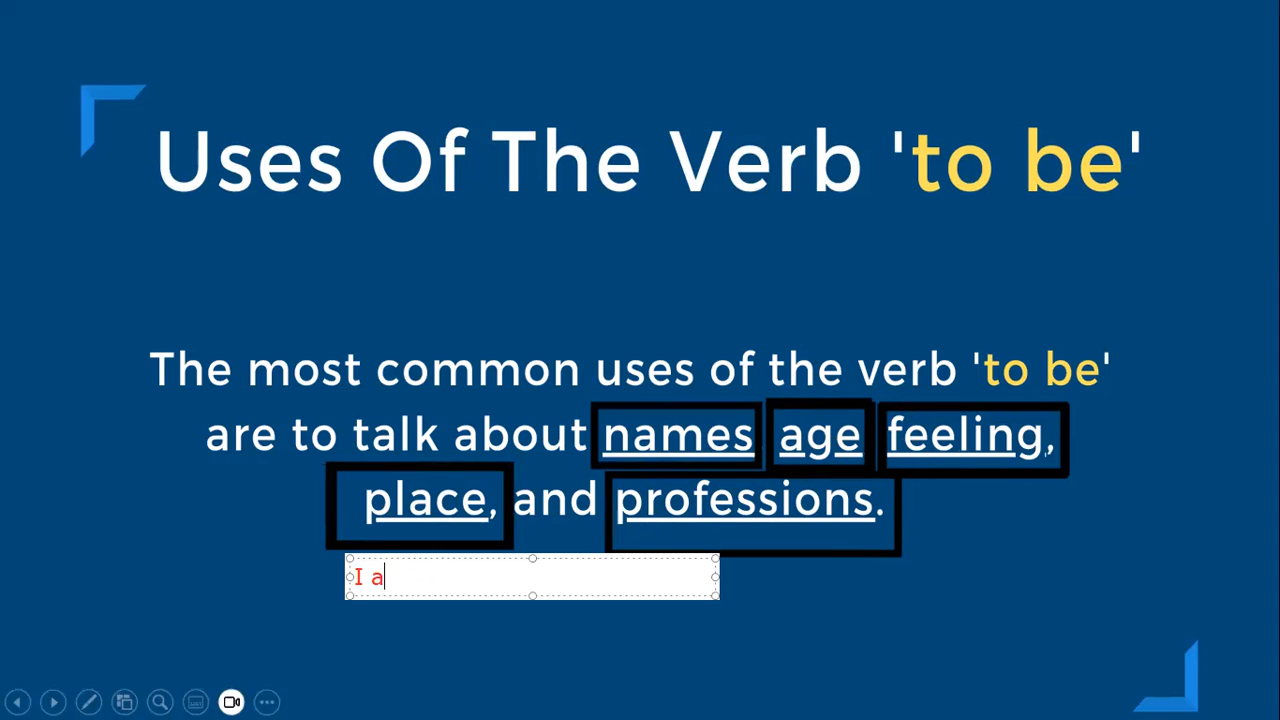 Uses Of The Verb 'to be'
The most common uses of the verb 'to be'
are to talk about names age feeling,
place, and professions.
I a